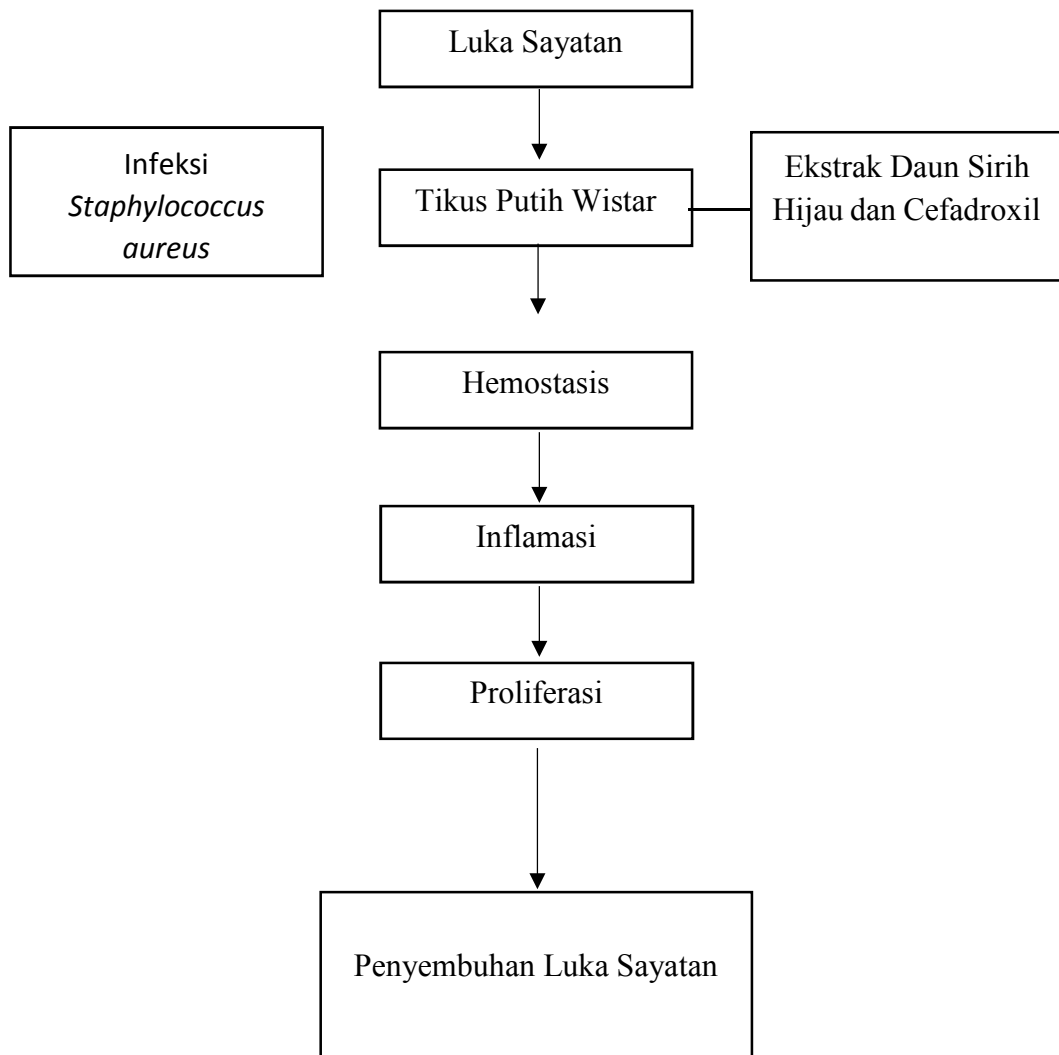 Luka Sayatan
Infeksi
Staphylococcus
aureus
Tikus Putih Wistar
Ekstrak Daun Sirih
Hijau dan Cefadroxil
Hemostasis
Inflamasi
Proliferasi
Penyembuhan Luka Sayatan